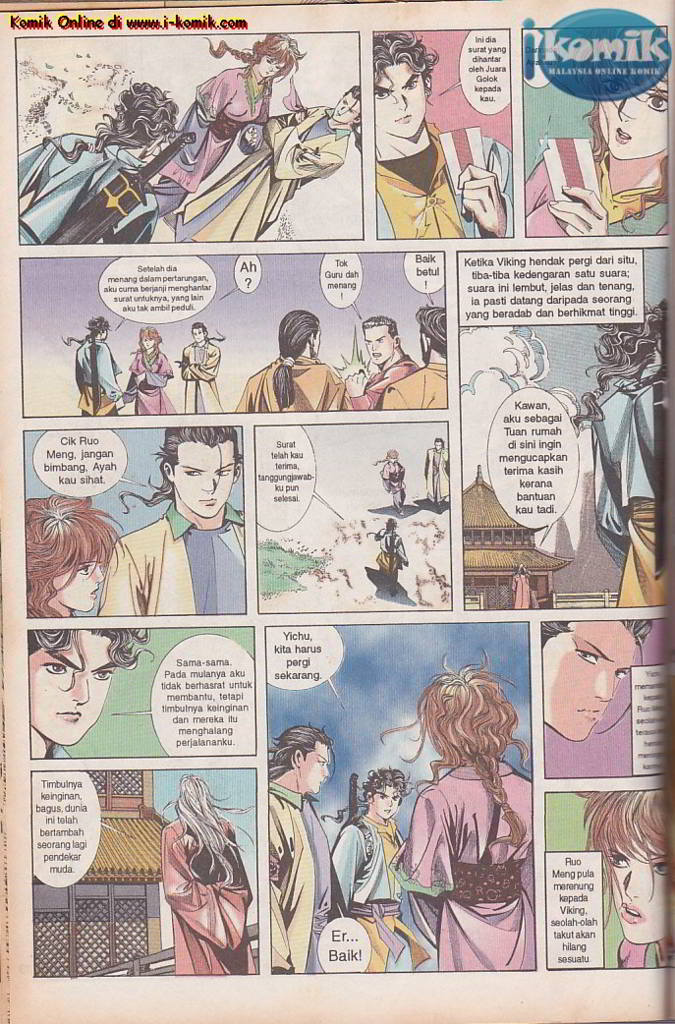 Komik Online di www.i-komik.com
ikomik
MALAYSIA ONLINE KOMIK
Ini dia
surat yang
dihantar
oleh Juara
Golok
kepada
kau.
Setelah dia
menang dalam pertarungan,
aku cuma berjanji menghantar
surat untuknya, yang lain
aku tak ambil peduli.
Ah
?
Tok
Guru dah
menang
!
Baik
betul
!
Ketika Viking hendak pergi dari situ,
tiba-tiba kedengaran satu suara;
suara ini lembut, jelas dan tenang,
ia pasti datang daripada seorang
yang beradab dan berhikmat tinggi.
Kawan,
aku sebagai
Tuan rumah
di sini ingin
mengucapkan
terima kasih
kerana
bantuan
kau tadi.
Cik Ruo
Meng, jangan
bimbang, Ayah
kau sihat.
Surat
telah kau
terima,
tanggungjawab-
ku pun
selesai.
Sama-sama.
Pada mulanya aku
tidak berhasrat untuk
membantu, tetapi
timbulnya keinginan
dan mereka itu
menghalang
perjalananku.
Yichu,
kita harus
pergi
sekarang.
Timbulnya
keinginan,
bagus, dunia
ini telah
bertambah
seorang lagi
pendekar
muda.
Er...
Baik!
Ruo
Meng pula
merenung
kepada
Viking,
seolah-olah
takut akan
hilang
sesuatu